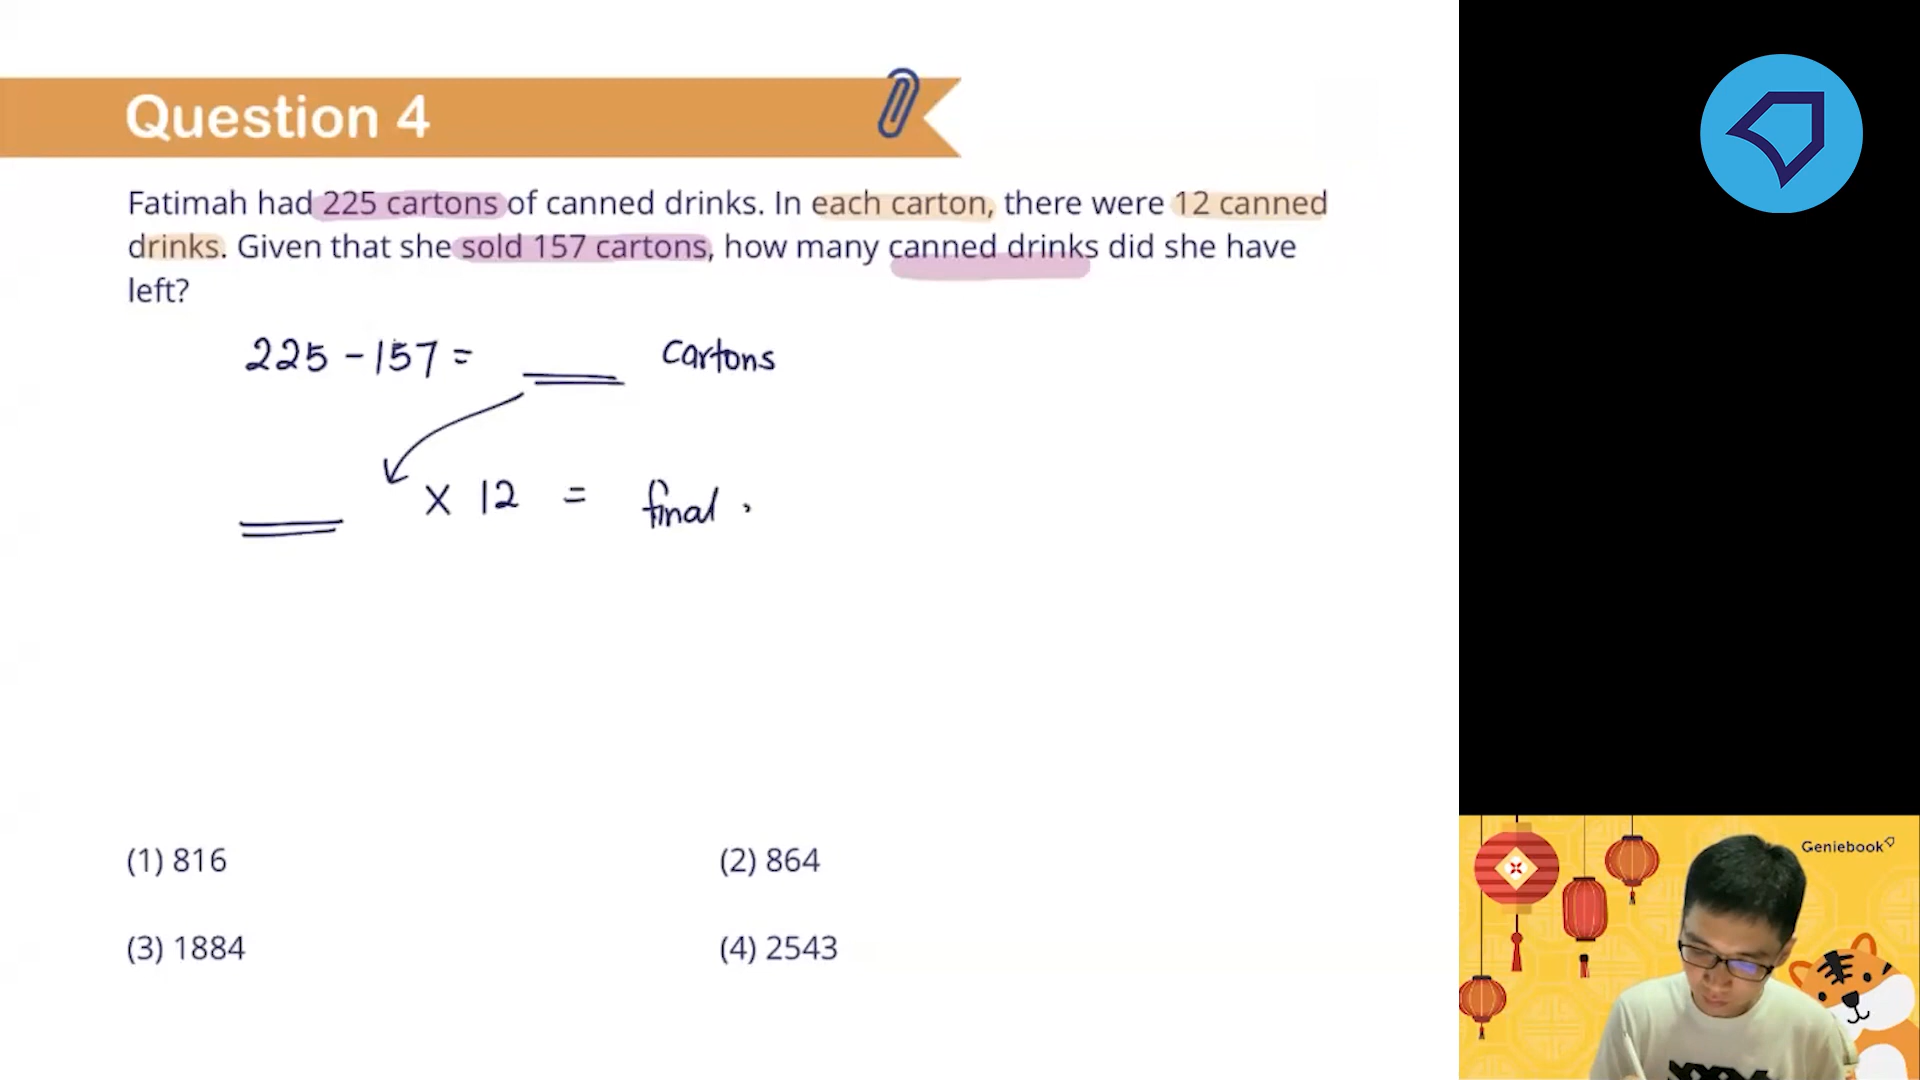 Question 4
Fatimah had 225 cartons of canned drinks. In each carton, there were 12 canned
drinks. Given that she sold 157 cartons, how many canned drinks did she have
left?
225 - 157 = ____ cartons
____ × 12 = final .
(1) 816
(2) 864
(3) 1884
(4) 2543
Geniebook